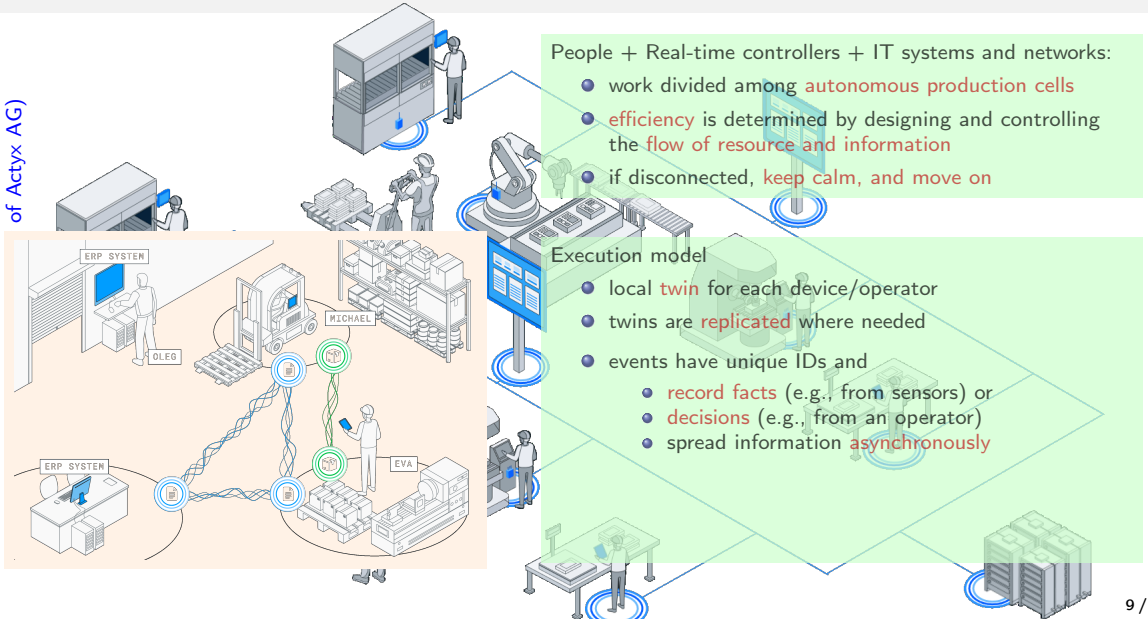 of Actyx AG)
People + Real-time controllers + IT systems and networks:
work divided among autonomous production cells
efficiency is determined by designing and controlling
the flow of resource and information
if disconnected, keep calm, and move on
ERP SYSTEM
MICHAEL
OLEG
ERP SYSTEM
EVA
Execution model
local twin for each device/operator
twins are replicated where needed
events have unique IDs and
record facts (e.g., from sensors) or
decisions (e.g., from an operator)
spread information asynchronously
9 /